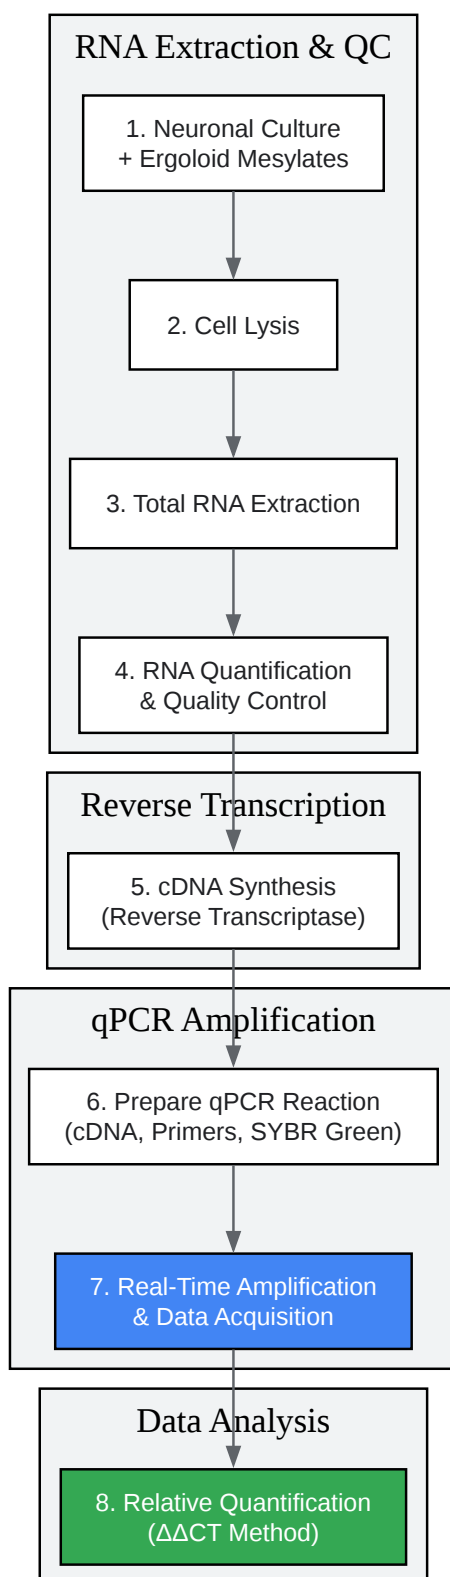 RNA Extraction & QC
1. Neuronal Culture
+ Ergoloid Mesylates
2. Cell Lysis
3. Total RNA Extraction
4. RNA Quantification
& Quality Control
Reverse Transcription
5. cDNA Synthesis
(Reverse Transcriptase)
qPCR Amplification
6. Prepare qPCR Reaction
(cDNA, Primers, SYBR Green)
7. Real-Time Amplification
& Data Acquisition
Data Analysis
8. Relative Quantification
(ΔΔCT Method)